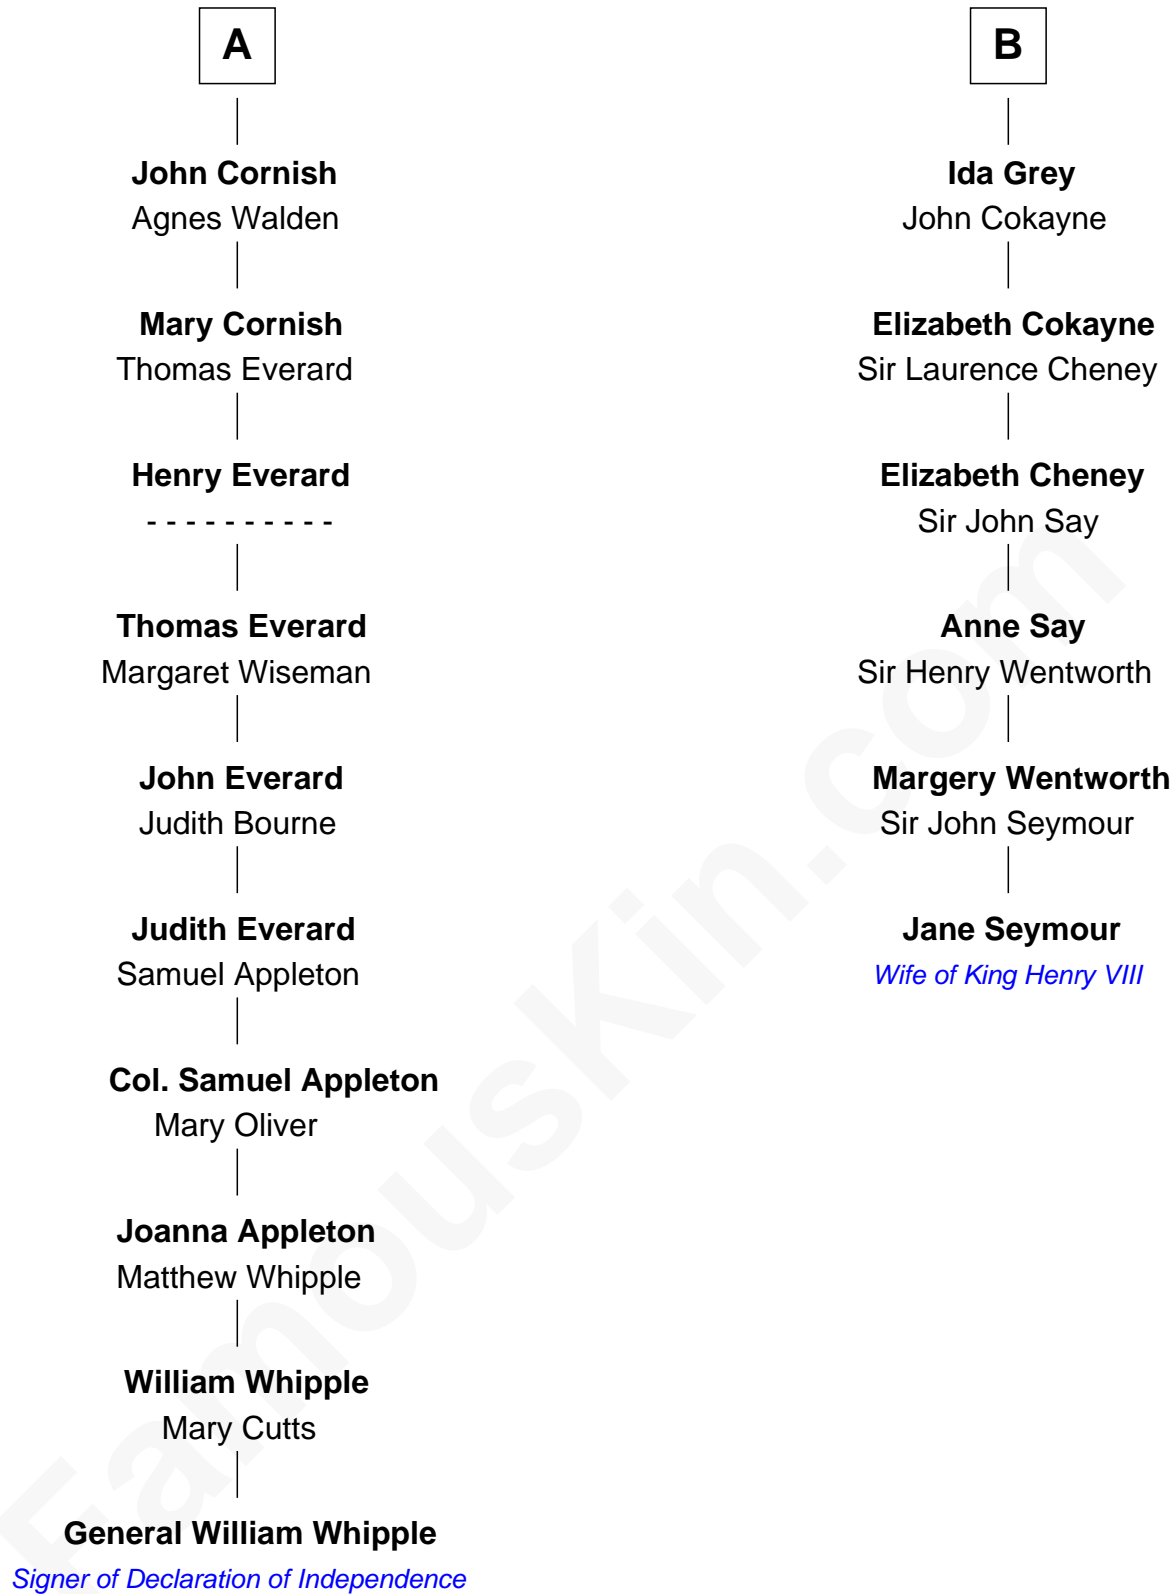 A
John Cornish
Agnes Walden
Mary Cornish
Thomas Everard
Henry Everard
- - - - - - - - - -
Thomas Everard
Margaret Wiseman
John Everard
Judith Bourne
Judith Everard
Samuel Appleton
Col. Samuel Appleton
Mary Oliver
Joanna Appleton
Matthew Whipple
William Whipple
Mary Cutts
General William Whipple
Signer of Declaration of Independence
B
Ida Grey
John Cokayne
Elizabeth Cokayne
Sir Laurence Cheney
Elizabeth Cheney
Sir John Say
Anne Say
Sir Henry Wentworth
Margery Wentworth
Sir John Seymour
Jane Seymour
Wife of King Henry VIII
FamousKin.com